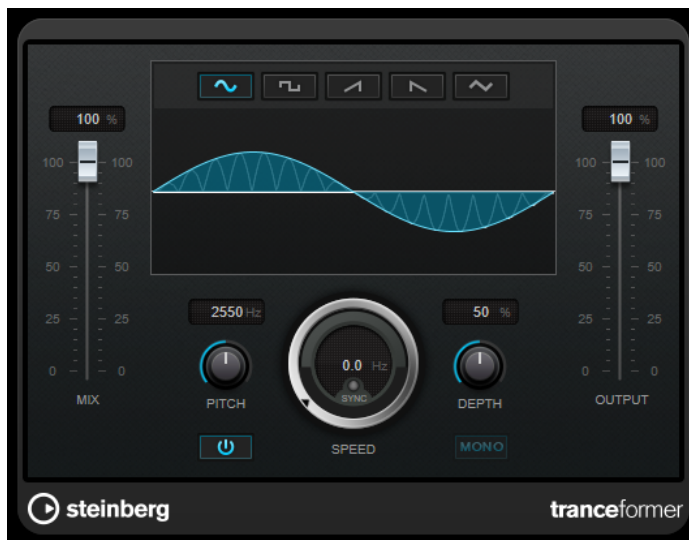 100 %
100 %
100 100
75 75
50 50
25 25
0 0
MIX
100 100
75 75
50 50
25 25
0 0
OUTPUT
2550 Hz
PITCH
0.0 Hz
SYNC
SPEED
50 %
DEPTH
MONO
steinberg
tranceformer